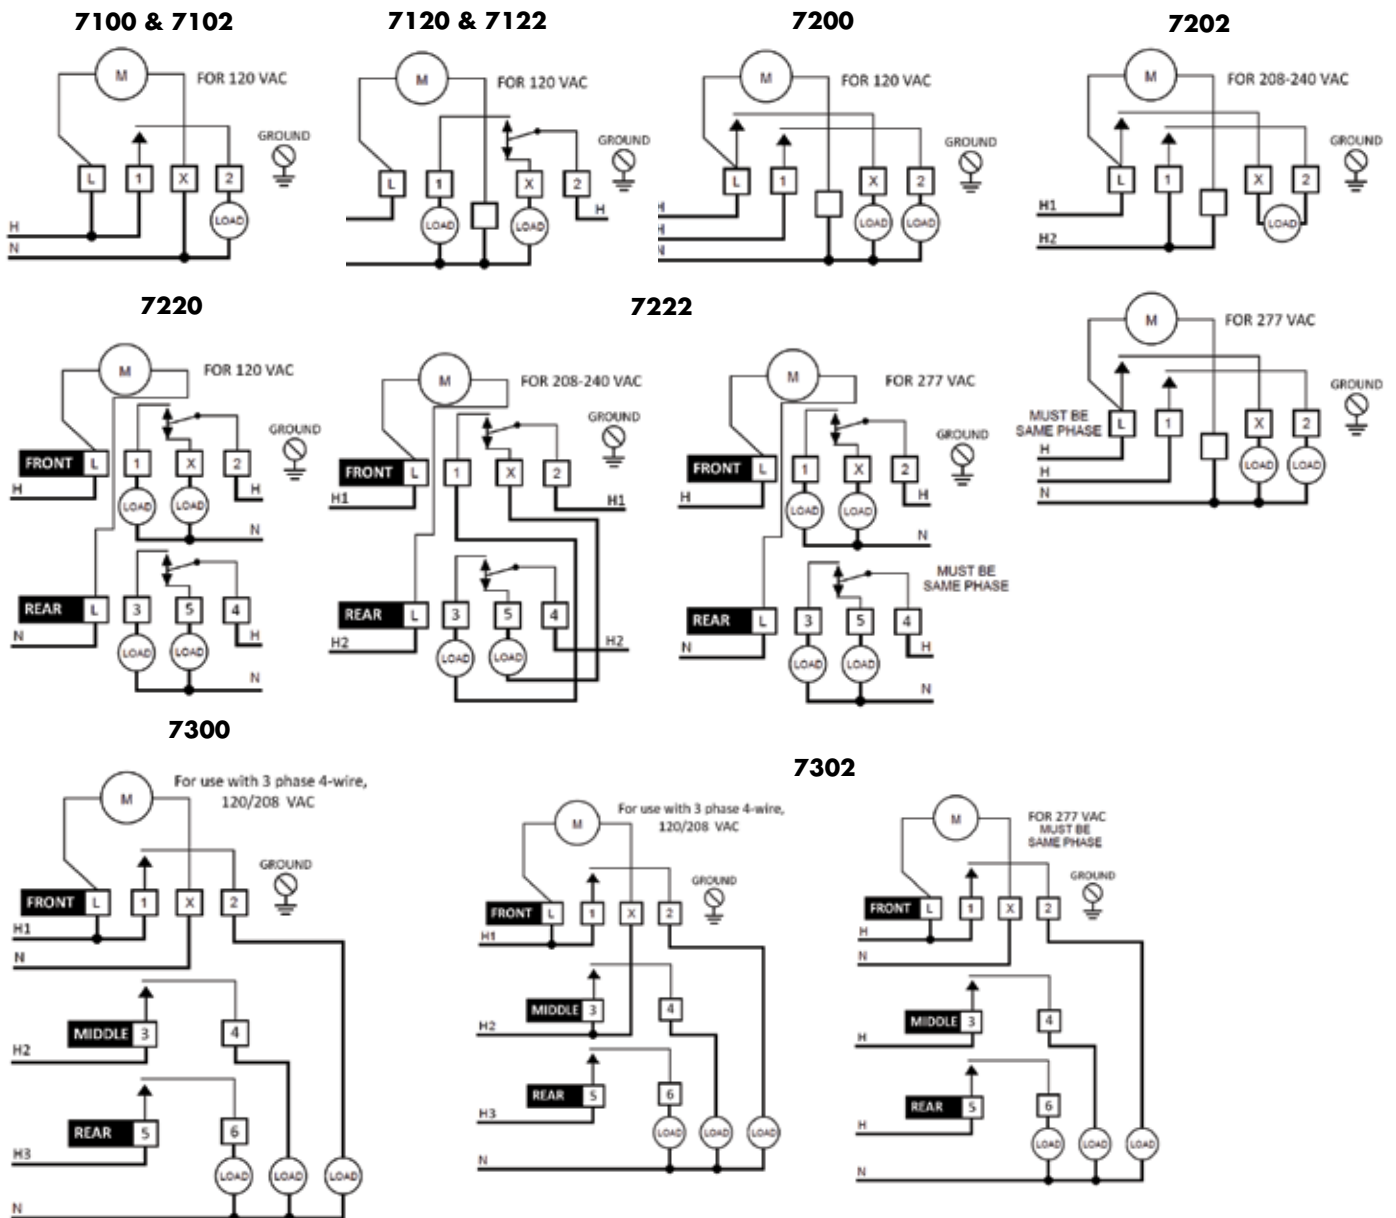 7100 & 7102
M
FOR 120 VAC
GROUND
L 1 X 2
LOAD
H
N
7120 & 7122
M
FOR 120 VAC
GROUND
L 1 X 2
LOAD LOAD
H
7200
M
FOR 120 VAC
GROUND
L 1 X 2
LOAD LOAD
H
H
N
7202
M
FOR 208-240 VAC
GROUND
L 1 X 2
H1
LOAD
H2
M
FOR 277 VAC
GROUND
MUST BE
SAME PHASE
L 1 X 2
H
LOAD LOAD
H
N
7220
M
FOR 120 VAC
GROUND
FRONT L 1 X 2
H
LOAD LOAD
H
N
REAR L 3 5 4
N
LOAD LOAD
H
N
7222
M
FOR 208-240 VAC
GROUND
FRONT L 1 X 2
H1
H1
REAR L 3 5 4
H2
LOAD LOAD
H2
M
FOR 277 VAC
GROUND
FRONT L 1 X 2
H
LOAD LOAD
H
N
MUST BE
SAME PHASE
REAR L 3 5 4
N
LOAD LOAD
H
N
7300
M
For use with 3 phase 4-wire,
120/208 VAC
GROUND
FRONT L 1 X 2
H1
N
MIDDLE 3 4
H2
REAR 5 6
H3
LOAD LOAD LOAD
N
7302
M
For use with 3 phase 4-wire,
120/208 VAC
GROUND
FRONT L 1 X 2
H1
MIDDLE 3 4
H2
REAR 5 6
H3
LOAD LOAD LOAD
N
M
FOR 277 VAC
MUST BE
SAME PHASE
GROUND
FRONT L 1 X 2
H
N
MIDDLE 3 4
H
REAR 5 6
H
LOAD LOAD LOAD
N